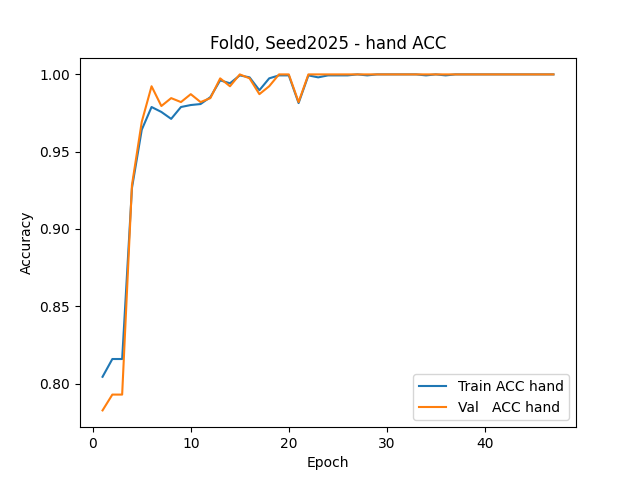 Fold0, Seed2025 - hand ACC
1.00
0.95
0.90
0.85
0.80
Accuracy
0 10 20 30 40
Epoch
Train ACC hand
Val ACC hand